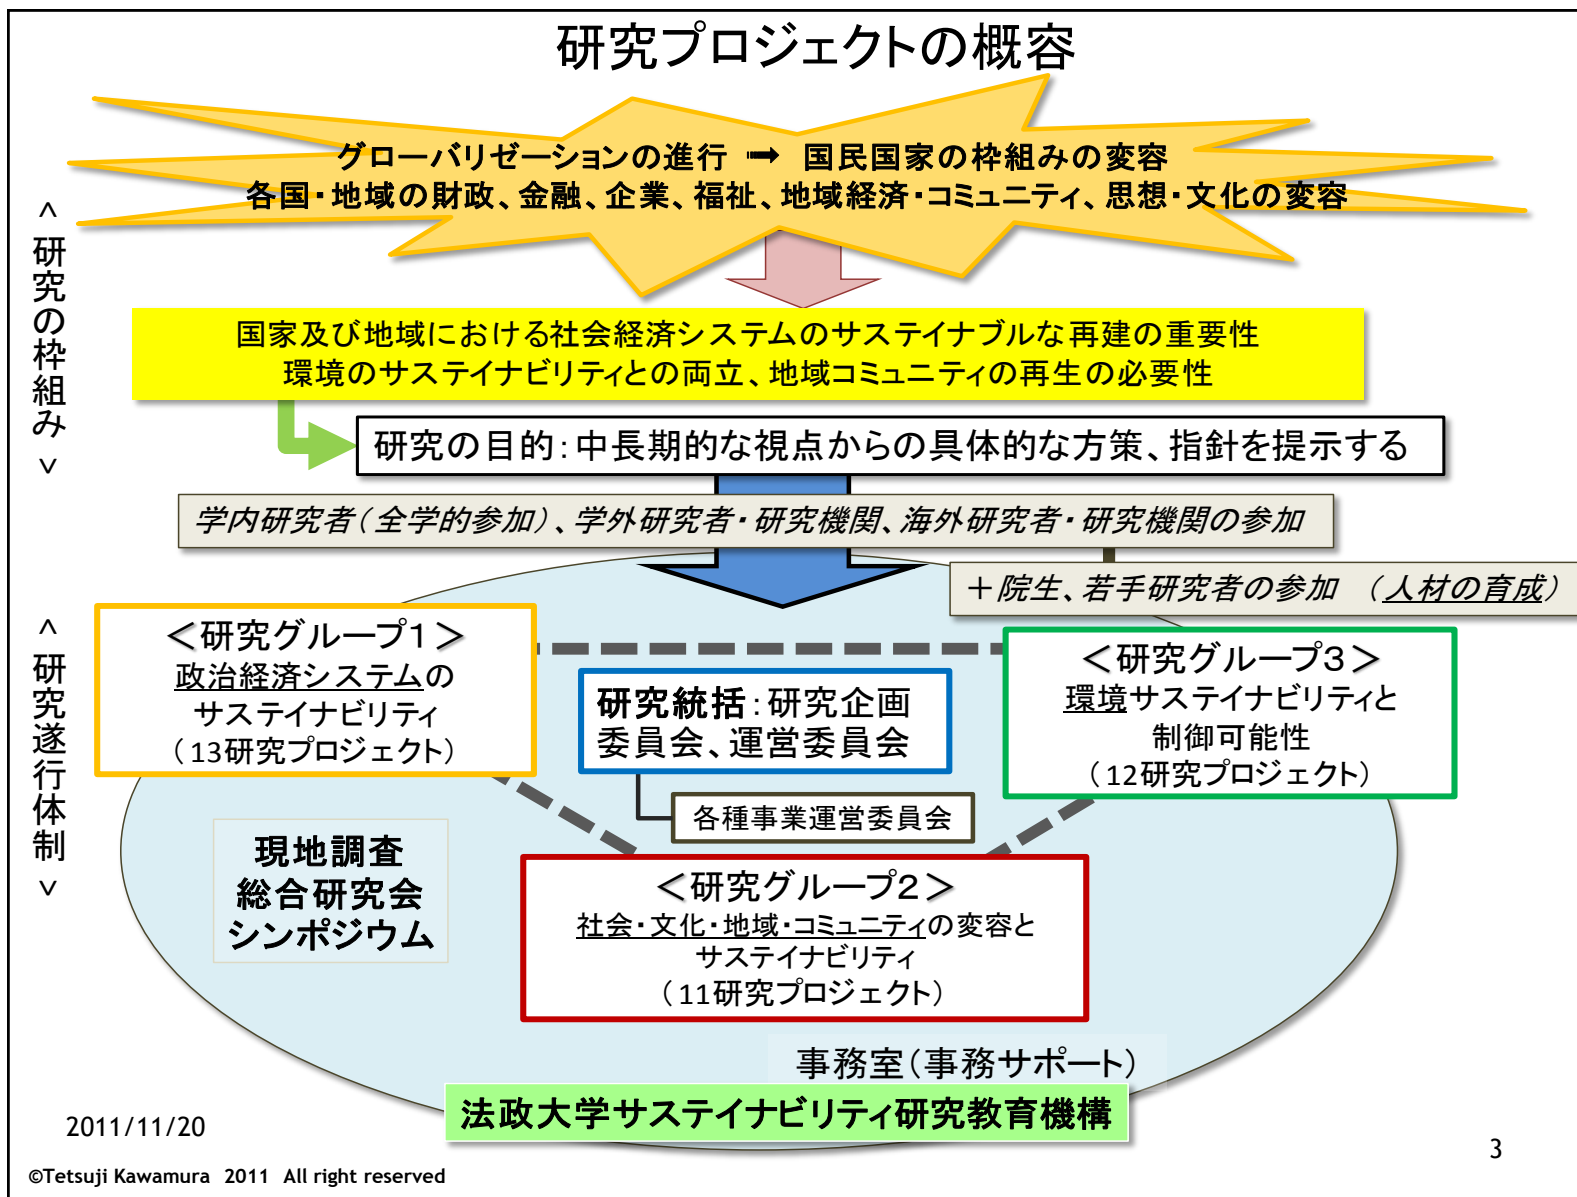 研究プロジェクトの概容
グローバリゼーションの進行 ➡ 国民国家の枠組みの変容
各国・地域の財政、金融、企業、福祉、地域経済・コミュニティ、思想・文化の変容
＜研究の枠組み＞
国家及び地域における社会経済システムのサステイナブルな再建の重要性
環境のサステイナビリティとの両立、地域コミュニティの再生の必要性
研究の目的：中長期的な視点からの具体的な方策、指針を提示する
学内研究者（全学的参加）、学外研究者・研究機関、海外研究者・研究機関の参加
＋院生、若手研究者の参加　（人材の育成）
＜研究遂行体制＞
＜研究グループ１＞
政治経済システムの
サステイナビリティ
（13研究プロジェクト）
研究統括：研究企画
委員会、運営委員会
各種事業運営委員会
＜研究グループ３＞
環境サステイナビリティと
制御可能性
（12研究プロジェクト）
現地調査
総合研究会
シンポジウム
＜研究グループ２＞
社会・文化・地域・コミュニティの変容と
サステイナビリティ
（11研究プロジェクト）
事務室（事務サポート）
法政大学サステイナビリティ研究教育機構
2011/11/20
3
©Tetsuji Kawamura 2011 All right reserved